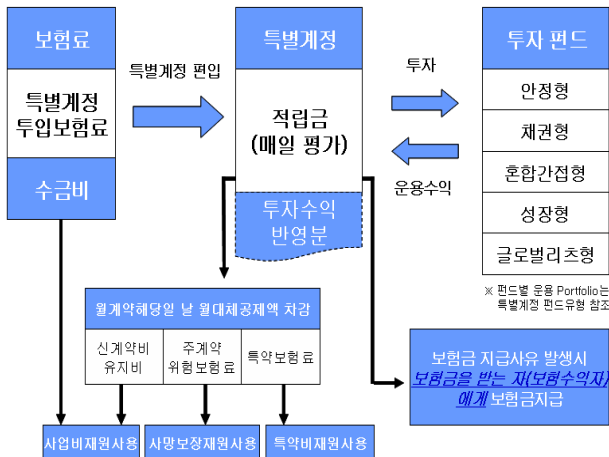 보험료
특별계정
투입보험료
수금비
특별계정 편입
특별계정
적립금
(매일 평가)
투자수익
반영분
투자
운용수익
투자 펀드
안정형
채권형
혼합간접형
성장형
글로벌리츠형
※ 펀드별 운용 Portfolio는
특별계정 펀드유형 참조
월계약해당일 날 월대체공제액 차감
신계약비
유지비
주계약
위험보험료
특약보험료
사업비재원사용
사망보장재원사용
특약비재원사용
보험금 지급사유 발생시
보험금을 받는 자(보험수익자)
에게 보험금지급